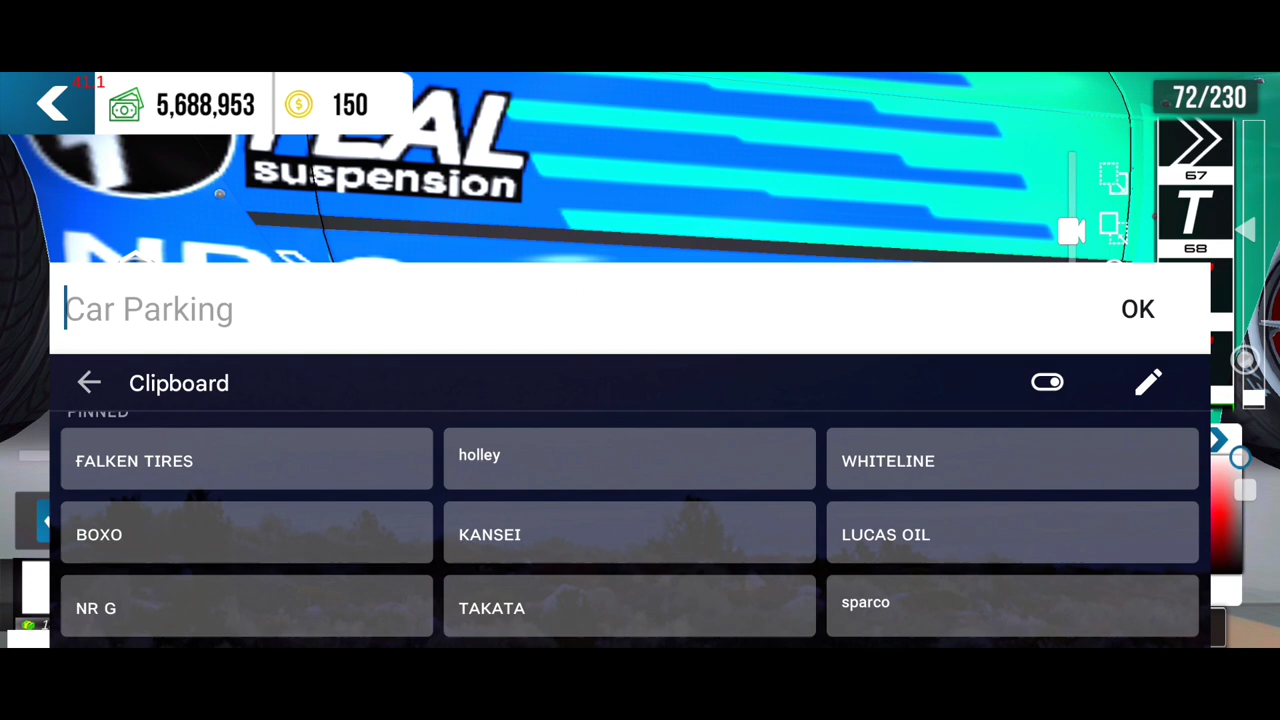 41.1
5,688,953
150
72/230
suspension
67
T
68
Car Parking
OK
Clipboard
PINNED
FALKEN TIRES
holley
WHITELINE
BOXO
KANSEI
LUCAS OIL
NR G
TAKATA
sparco